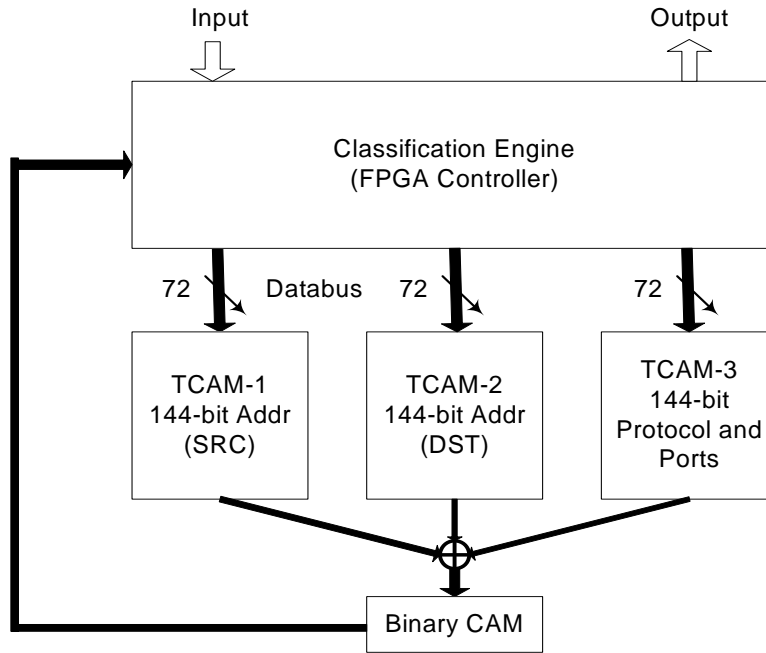 Input
Output
Classification Engine
(FPGA Controller)
72
Databus
72
72
TCAM-1
144-bit Addr
(SRC)
TCAM-2
144-bit Addr
(DST)
TCAM-3
144-bit
Protocol and
Ports
Binary CAM